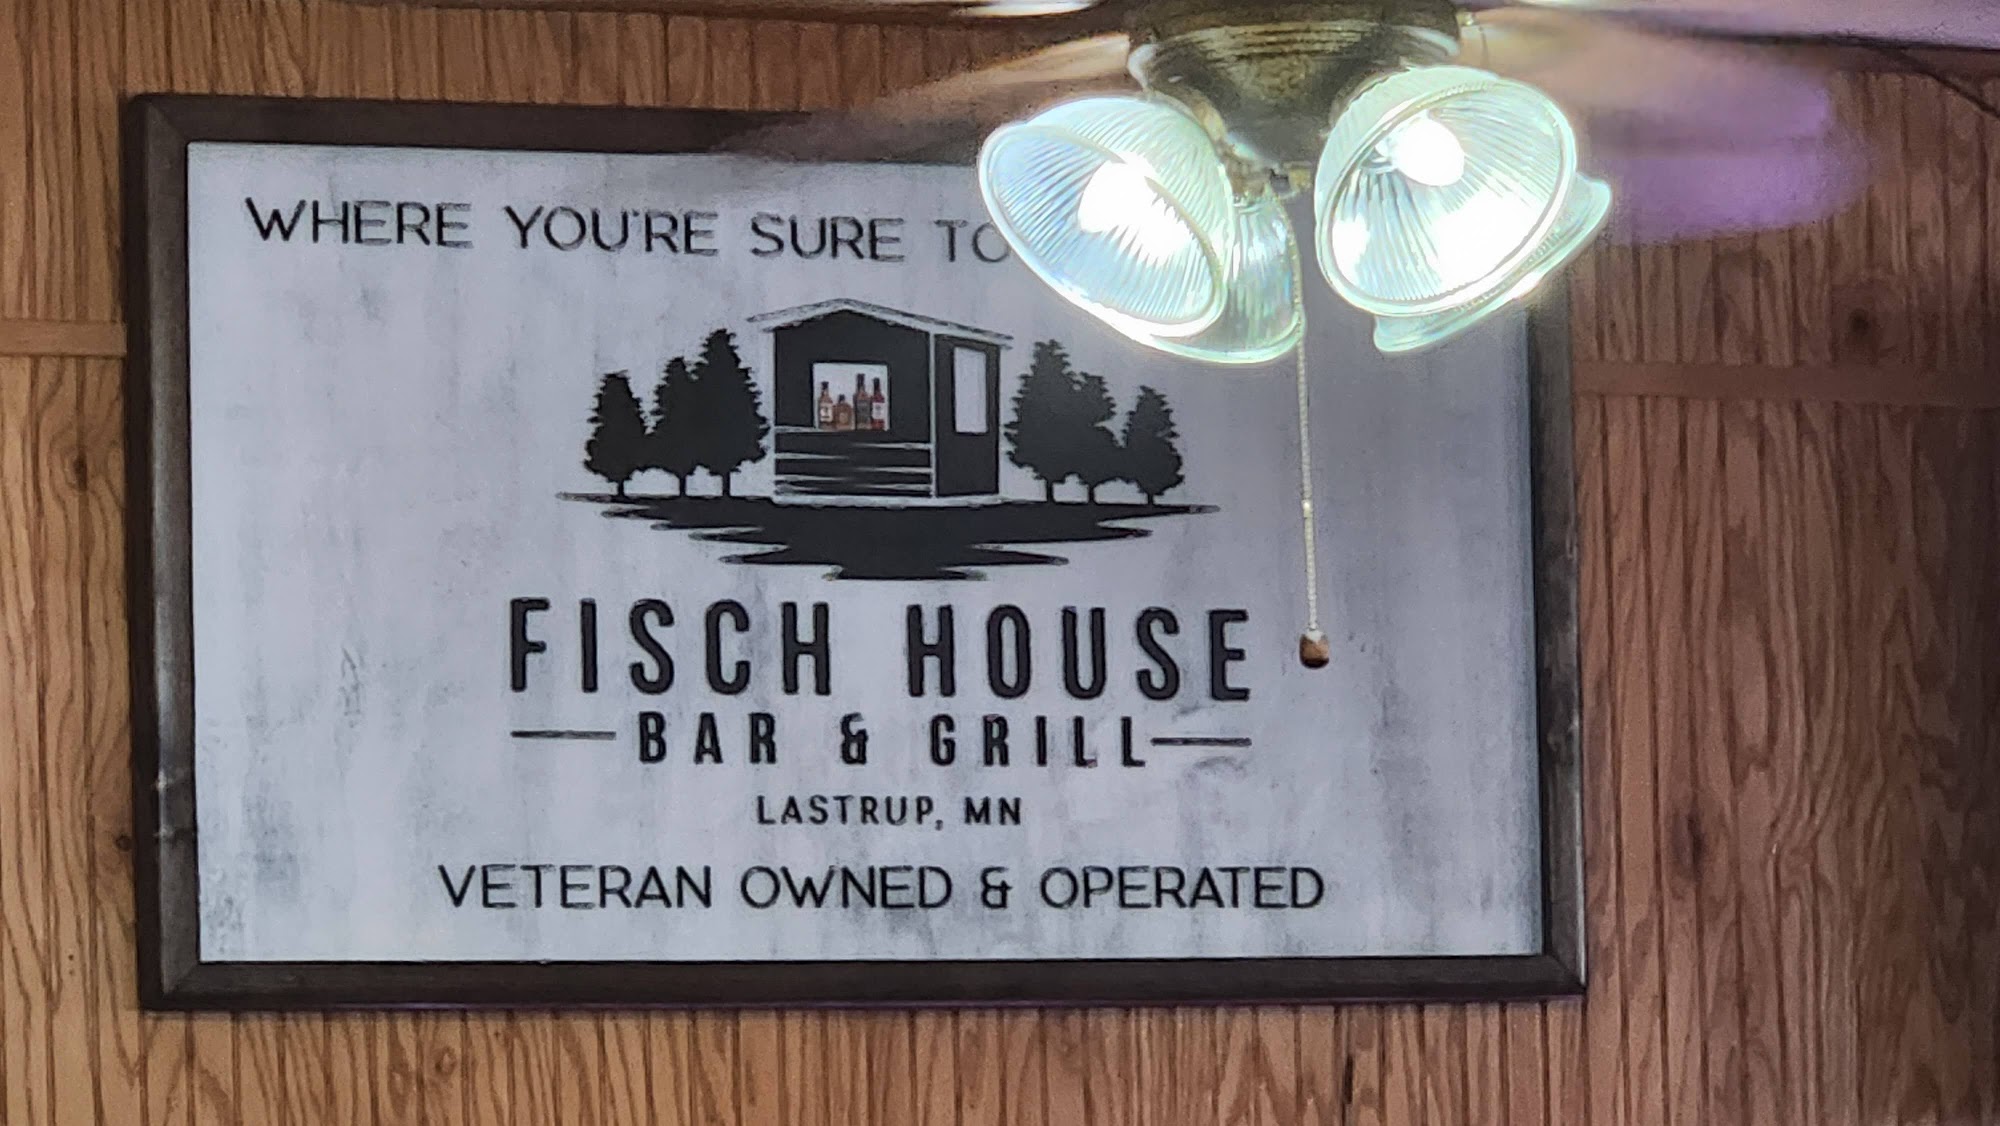 WHERE YOU'RE SURE TO
FISCH HOUSE
BAR & GRILL
LASTRUP, MN
VETERAN OWNED & OPERATED